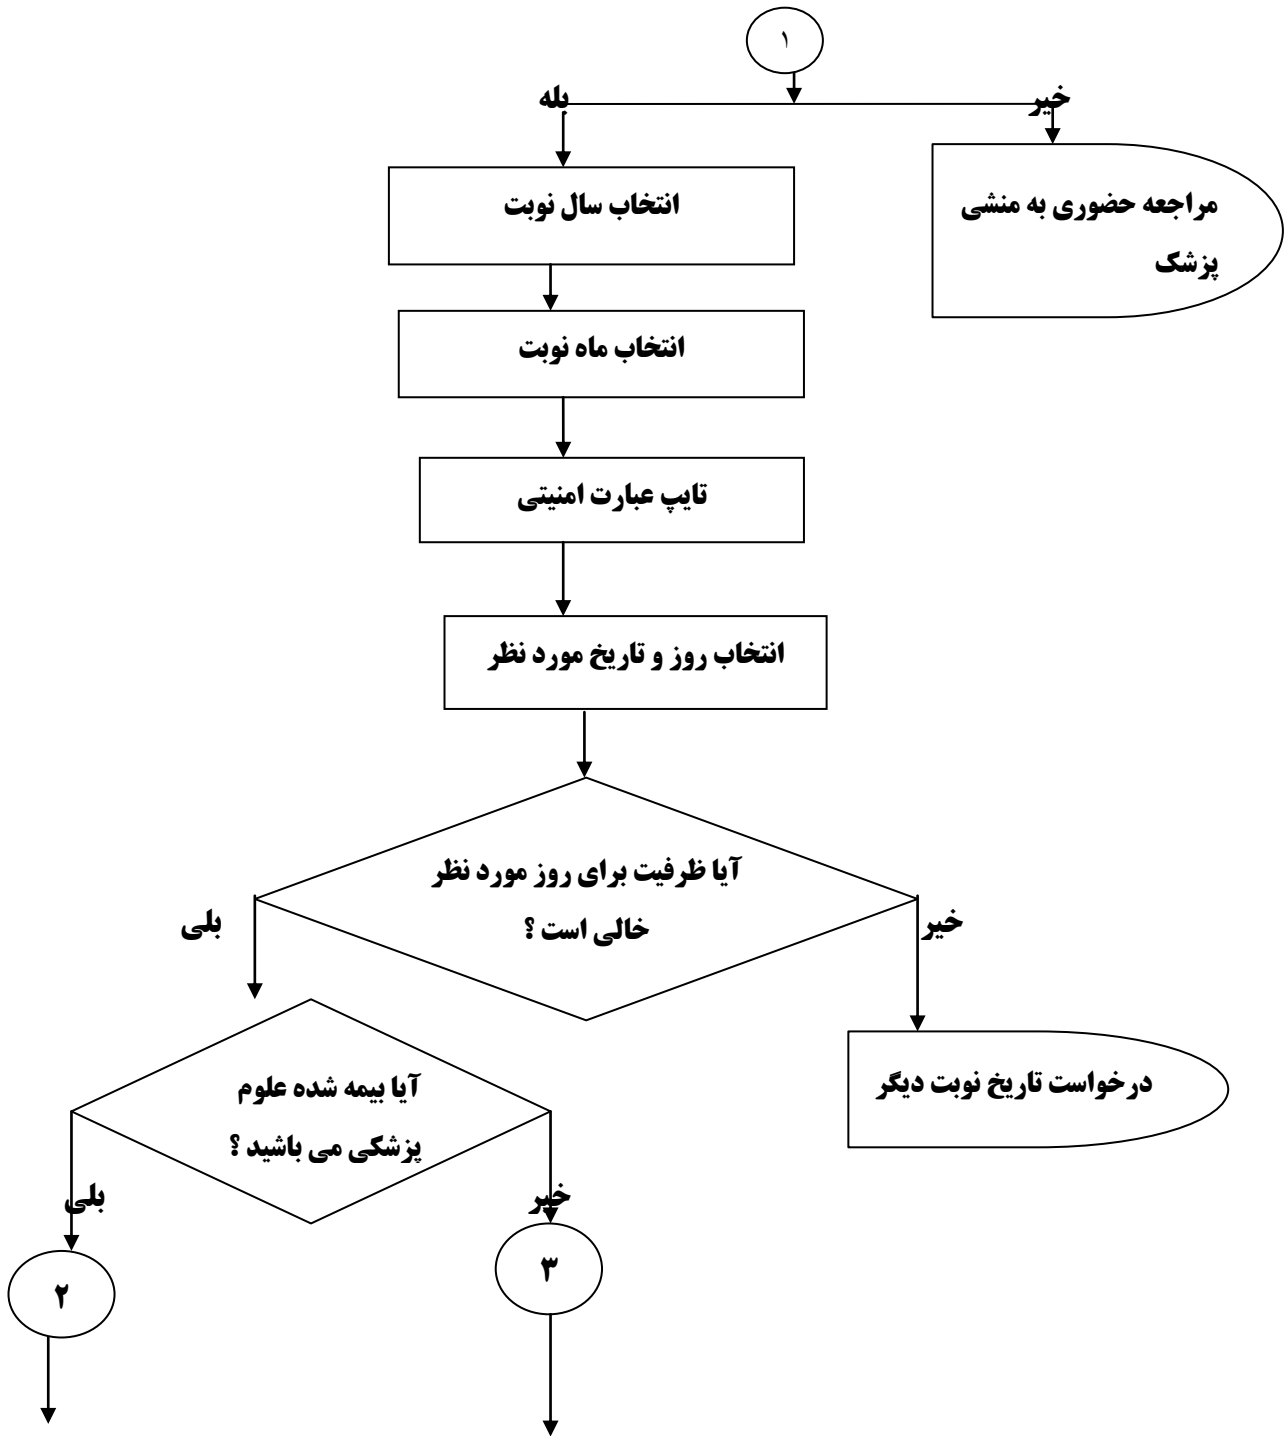 ۱
خیر
بله
مراجعه حضوری به منشی
پزشک
انتخاب سال نوبت
انتخاب ماه نوبت
تایپ عبارت امنیتی
انتخاب روز و تاریخ مورد نظر
آیا ظرفیت برای روز مورد نظر
خالی است ؟
خیر
بلی
درخواست تاریخ نوبت دیگر
آیا بیمه شده علوم
پزشکی می باشید ؟
خیر
بلی
۳
۲